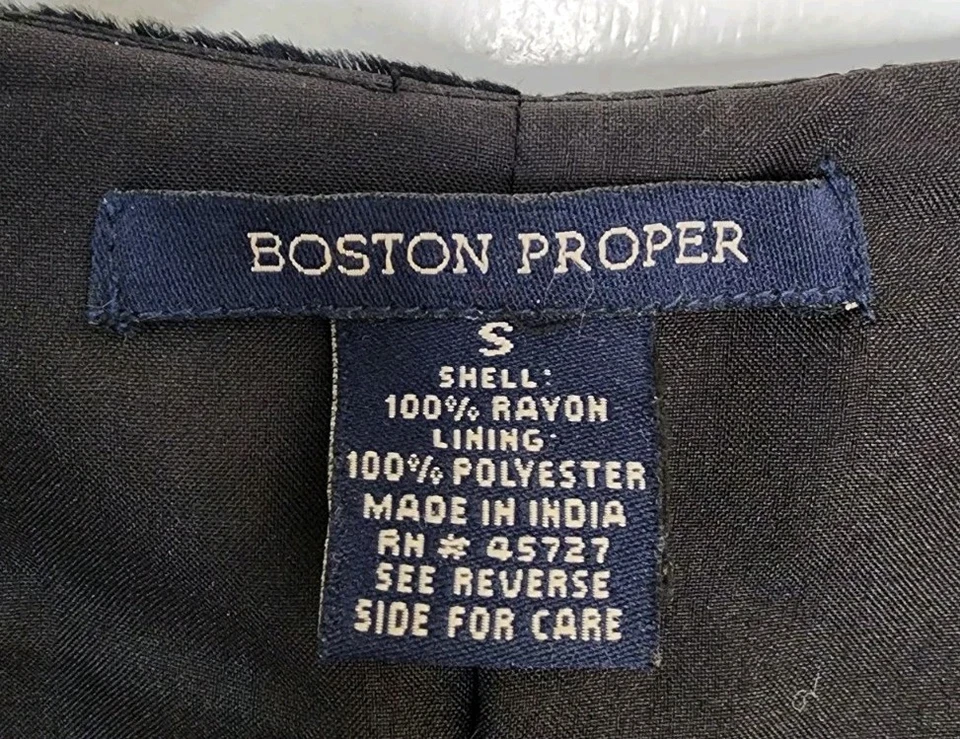 BOSTON PROPER
S
SHELL:
100% RAYON
LINING:
100% POLYESTER
MADE IN INDIA
RN # 45727
SEE REVERSE
SIDE FOR CARE